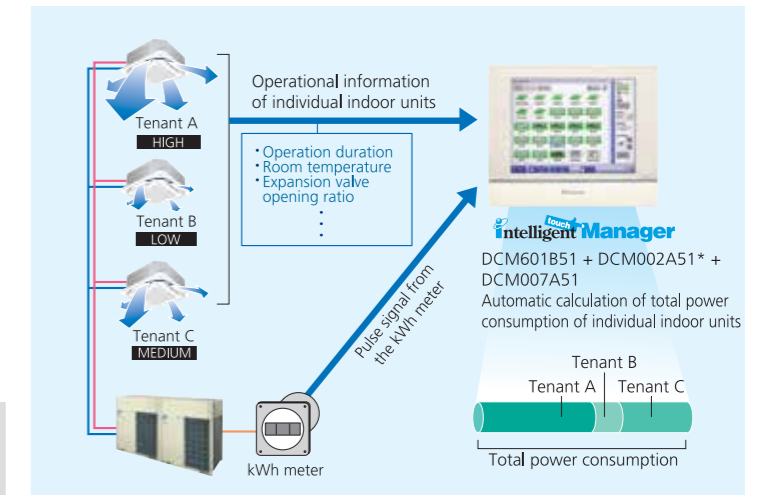 Operational information
of individual indoor units
Tenant A
HIGH
・Operation duration
・Room temperature
・Expansion valve
opening ratio
Tenant B
LOW
Tenant C
MEDIUM
Pulse signal from
the kWh meter
kWh meter
intelligent touch Manager
DCM601B51 + DCM002A51* +
DCM007A51
Automatic calculation of total power
consumption of individual indoor units
Tenant B
Tenant A
Tenant C
Total power consumption